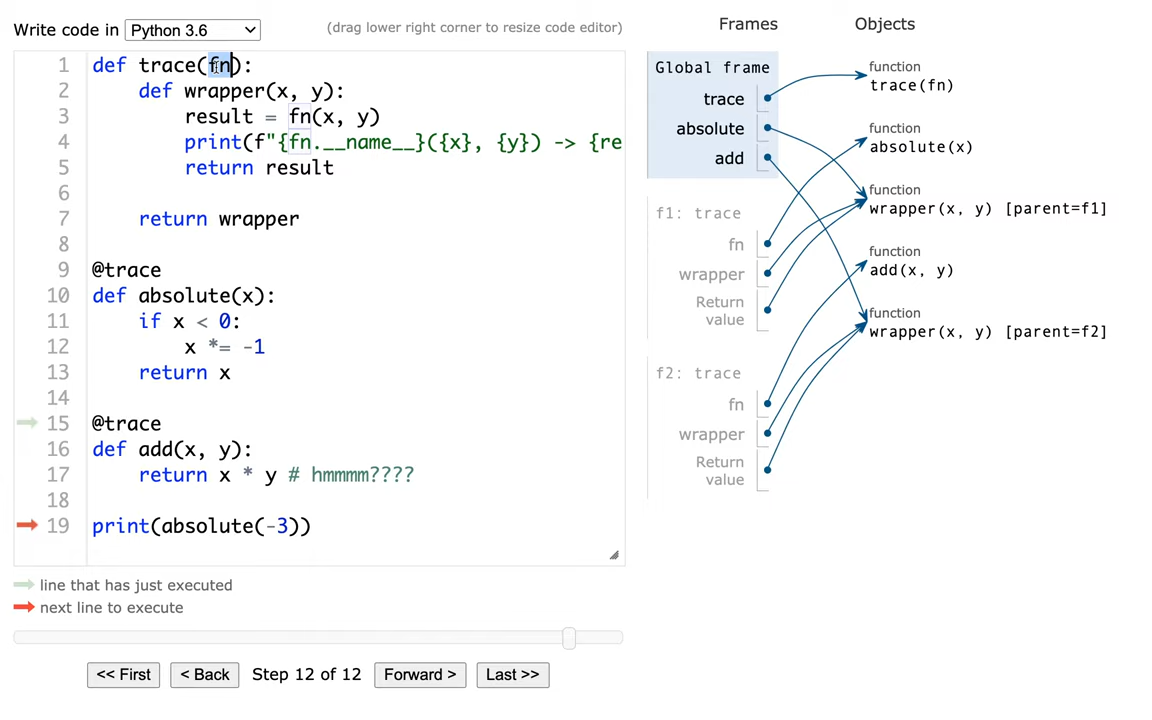 Write code in Python 3.6
(drag lower right corner to resize code editor)
1 def trace(fn):
2 def wrapper(x, y):
3 result = fn(x, y)
4 print(f"{fn.__name__}({x}, {y}) -> {re
5 return result
6
7 return wrapper
8
9 @trace
10 def absolute(x):
11 if x < 0:
12 x *= -1
13 return x
14
15 @trace
16 def add(x, y):
17 return x * y # hmmmm????
18
19 print(absolute(-3))
line that has just executed
next line to execute
<< First
< Back
Step 12 of 12
Forward >
Last >>
Frames
Objects
Global frame
trace
absolute
add
f1: trace
fn
wrapper
Return
value
f2: trace
fn
wrapper
Return
value
function
trace(fn)
function
absolute(x)
function
wrapper(x, y) [parent=f1]
function
add(x, y)
function
wrapper(x, y) [parent=f2]